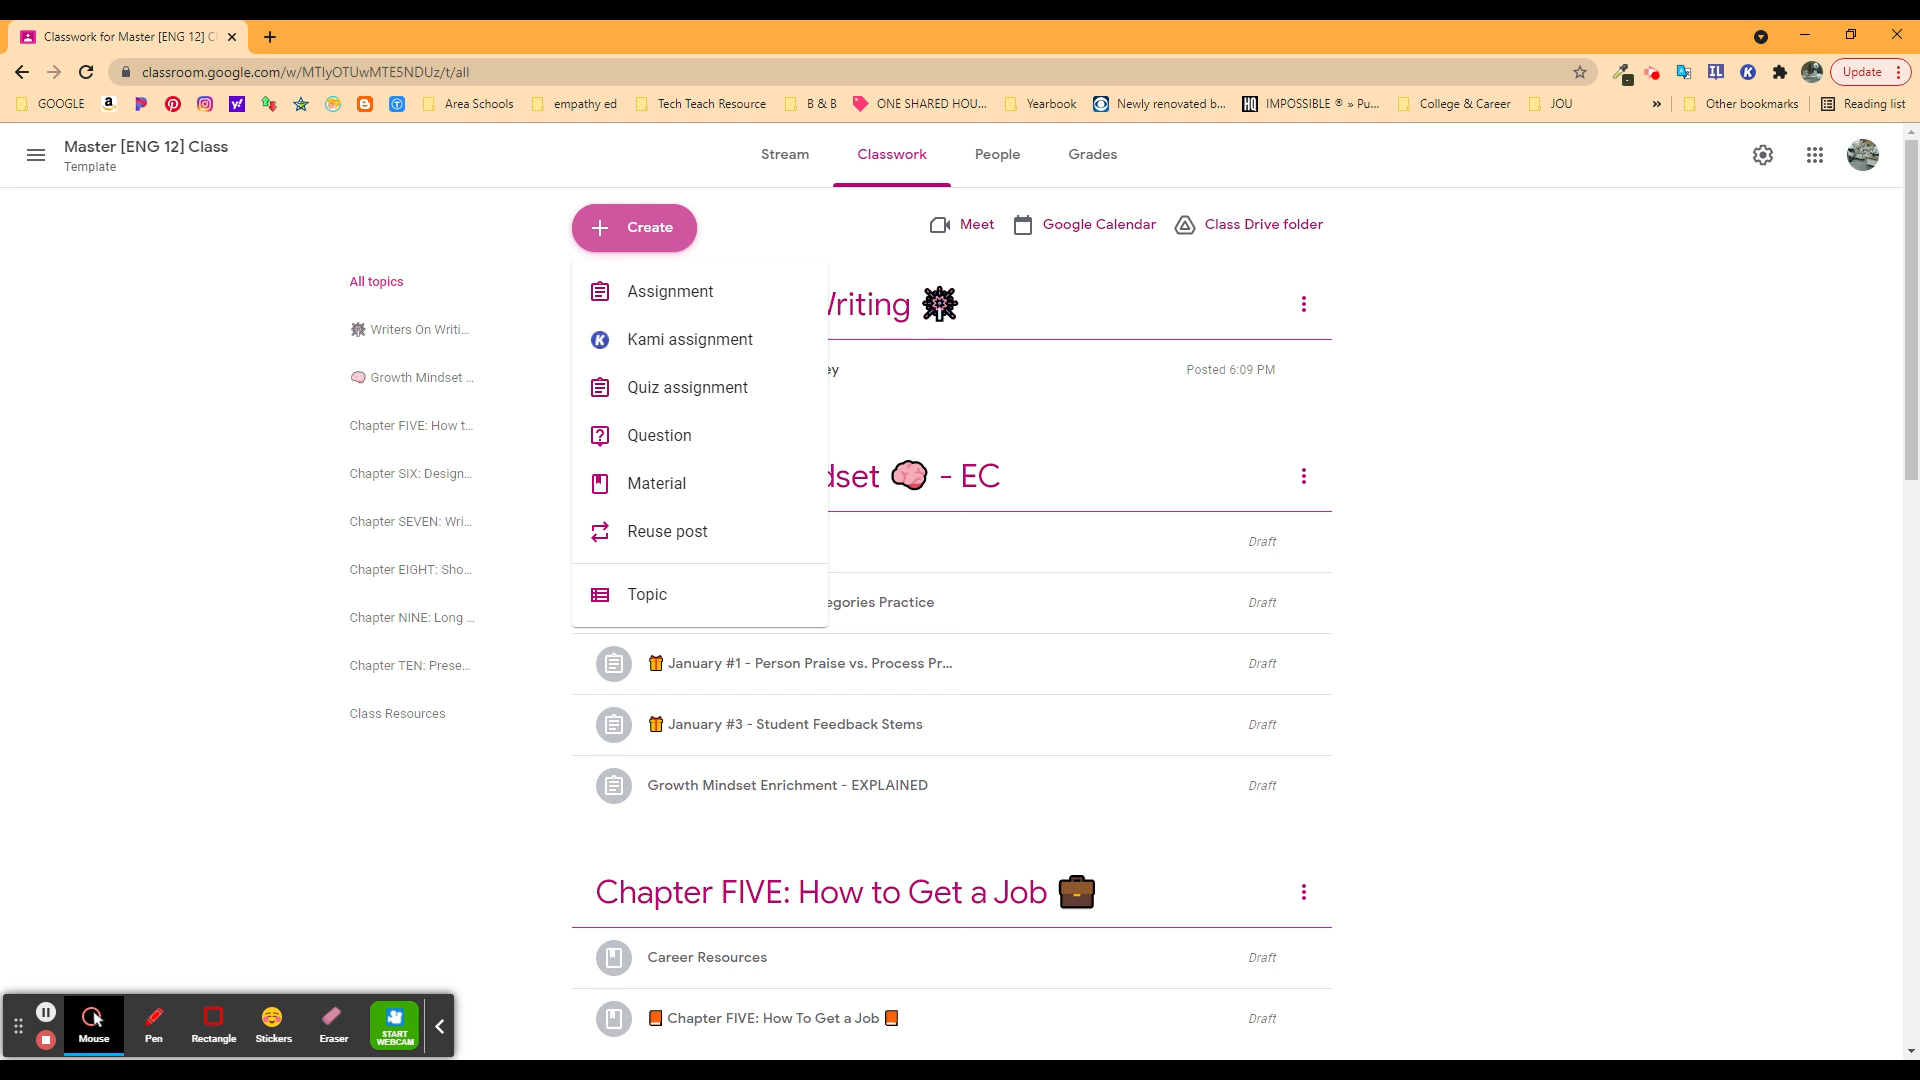 Classwork for Master [ENG 12] Cl
classroom.google.com/w/MTIyOTUwMTE5NDUz/t/all
Update
GOOGLE
Area Schools
empathy ed
Tech Teach Resource
B & B
ONE SHARED HOU...
Yearbook
Newly renovated b...
IMPOSSIBLE ® » Pu...
College & Career
JOU
»
Other bookmarks
Reading list
Master [ENG 12] Class
Template
Stream
Classwork
People
Grades
Create
Meet
Google Calendar
Class Drive folder
All topics
Writers On Writi...
Growth Mindset ...
Chapter FIVE: How t...
Chapter SIX: Design...
Chapter SEVEN: Wri...
Chapter EIGHT: Sho...
Chapter NINE: Long ...
Chapter TEN: Prese...
Class Resources
Assignment
Kami assignment
Quiz assignment
Question
Material
Reuse post
Topic
Writing
ey
Posted 6:09 PM
dset 🧠 - EC
Draft
egories Practice
Draft
🎁 January #1 - Person Praise vs. Process Pr...
Draft
🎁 January #3 - Student Feedback Stems
Draft
Growth Mindset Enrichment - EXPLAINED
Draft
Chapter FIVE: How to Get a Job 💼
Career Resources
Draft
📙 Chapter FIVE: How To Get a Job 📙
Draft
Mouse
Pen
Rectangle
Stickers
Eraser
START
WEBCAM